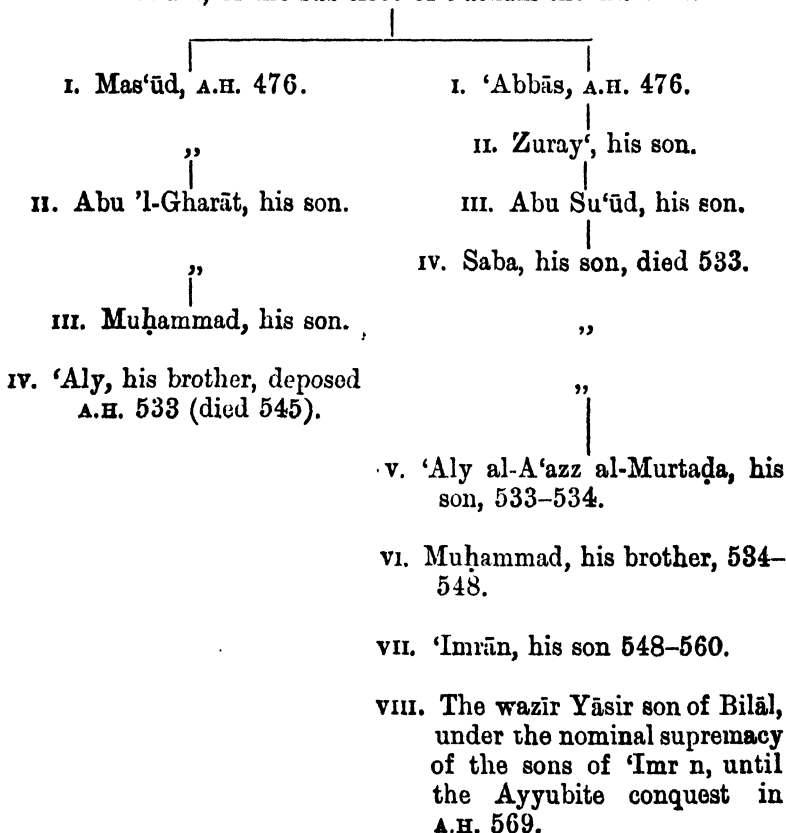 I. Mas‘ūd, A.H. 476.
I. ‘Abbās, A.H. 476.
II. Zuray‘, his son.
„
II. Abu ’l-Gharāt, his son.
III. Abu Su‘ūd, his son.
IV. Saba, his son, died 533.
„
III. Muḥammad, his son.
„
IV. ‘Aly, his brother, deposed
A.H. 533 (died 545).
„
V. ‘Aly al-A‘azz al-Murtaḍa, his
son, 533–534.
VI. Muḥammad, his brother, 534–
548.
VII. ‘Imrān, his son 548–560.
VIII. The wazīr Yāsir son of Bilāl,
under the nominal supremacy
of the sons of ‘Imr n, until
the Ayyubite conquest in
A.H. 569.